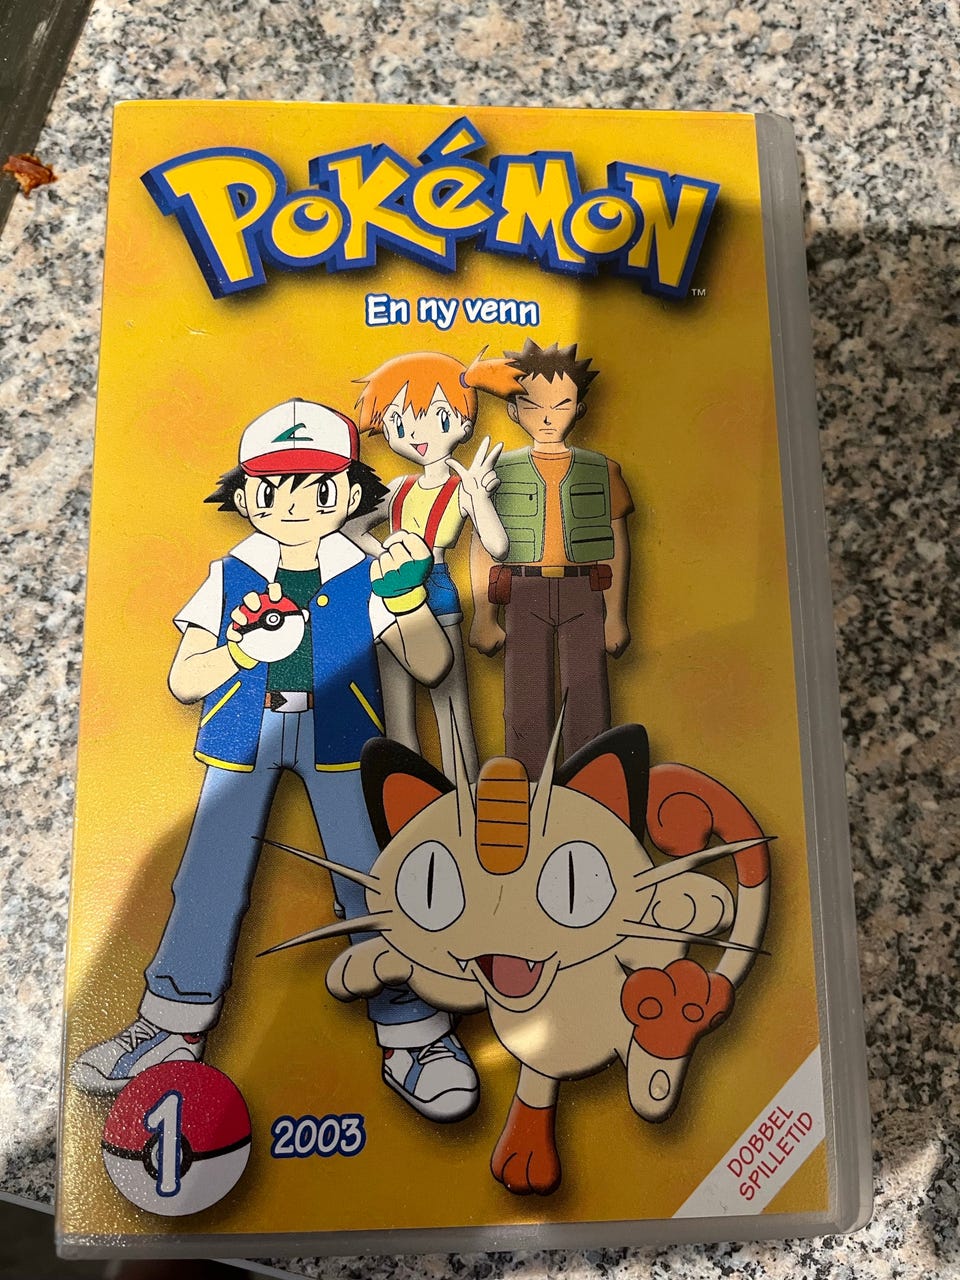 POKéMON
TM
En ny venn
1
2003
DOBBEL
SPILLETID